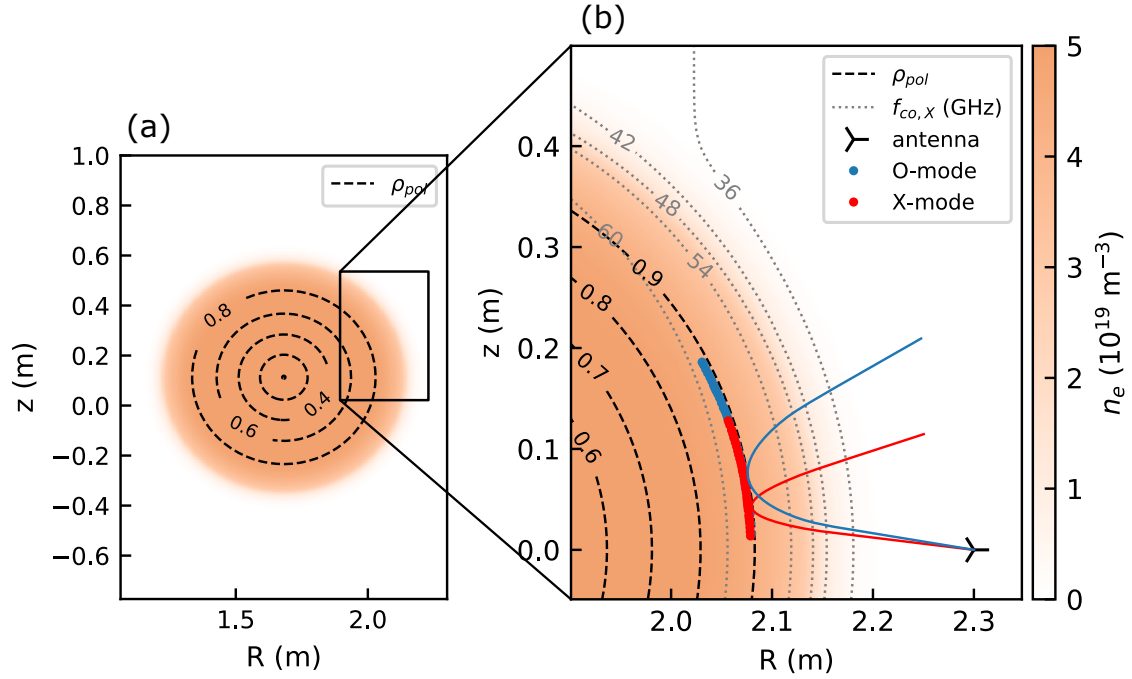 (a)
1.0
0.8
0.6
0.4
0.2
0.0
−0.2
−0.4
−0.6
z (m)
1.5
2.0
R (m)
ρpol
0.8
0.6
0.4
(b)
0.4
0.3
0.2
0.1
0.0
z (m)
2.0
2.1
2.2
2.3
R (m)
ρpol
fco, X (GHz)
antenna
O-mode
X-mode
42
36
48
60
54
0.9
0.8
0.7
0.6
5
4
3
2
1
0
ne (10¹⁹ m⁻³)